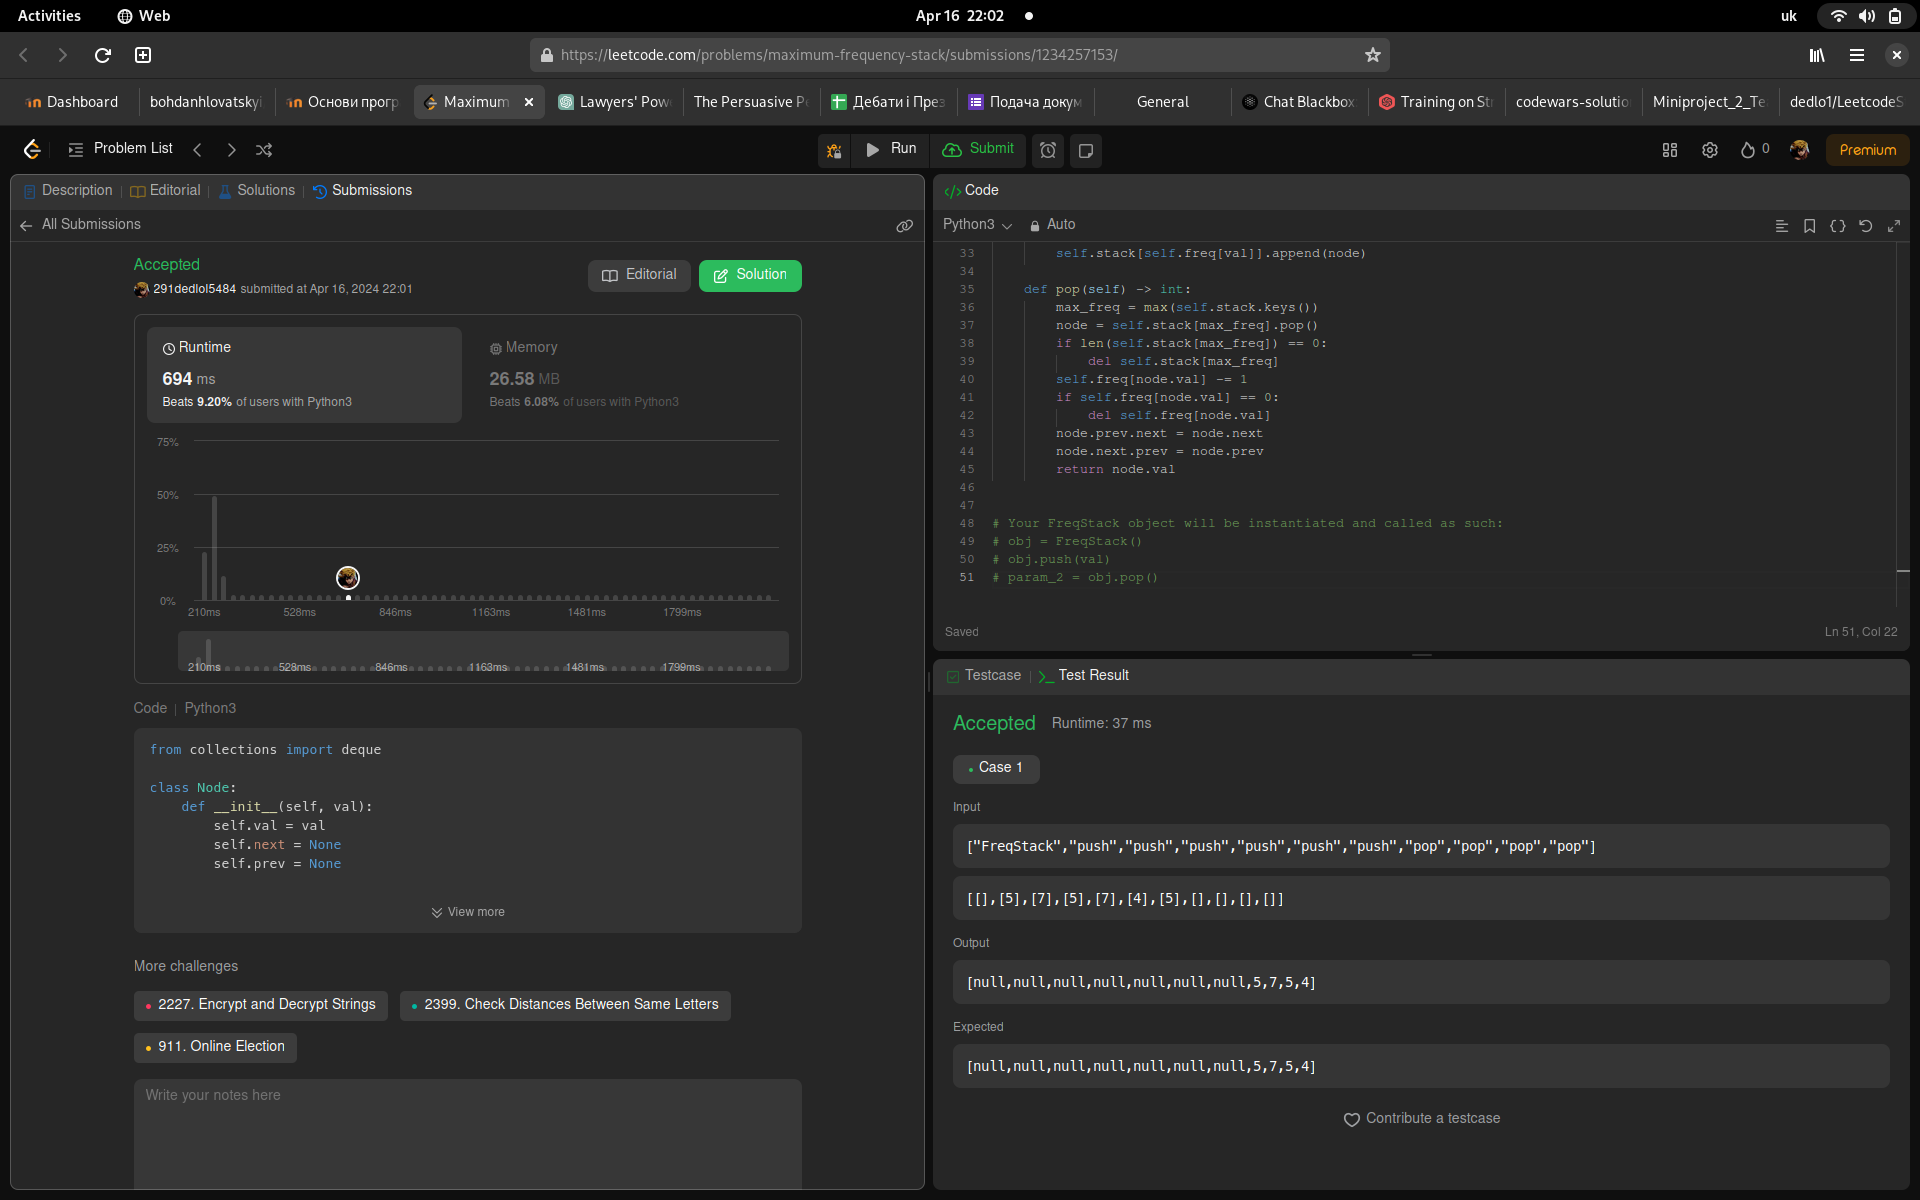 Activities
Web
Apr 16 22:02
uk
https://leetcode.com/problems/maximum-frequency-stack/submissions/1234257153/
Dashboard
bohdanhlovatskyi
Основи прогр
Maximum
Lawyers' Pow
The Persuasive P
Дебати і През
Подача докум
General
Chat Blackbox
Training on St
codewars-solutio
Miniproject_2_Te
dedlo1/LeetcodeS
Problem List
Run
Submit
0
Premium
Description | Editorial | Solutions | Submissions
All Submissions
Accepted
291dedlol5484 submitted at Apr 16, 2024 22:01
Editorial
Solution
Runtime
694 ms
Beats 9.20% of users with Python3
Memory
26.58 MB
Beats 6.08% of users with Python3
75%
50%
25%
0%
210ms 528ms 846ms 1163ms 1481ms 1799ms
210ms 528ms 846ms 1163ms 1481ms 1799ms
Code | Python3
from collections import deque
class Node:
def __init__(self, val):
self.val = val
self.next = None
self.prev = None
View more
More challenges
2227. Encrypt and Decrypt Strings
2399. Check Distances Between Same Letters
911. Online Election
Write your notes here
</> Code
Python3
Auto
33 self.stack[self.freq[val]].append(node)
34
35 def pop(self) -> int:
36 max_freq = max(self.stack.keys())
37 node = self.stack[max_freq].pop()
38 if len(self.stack[max_freq]) == 0:
39 del self.stack[max_freq]
40 self.freq[node.val] -= 1
41 if self.freq[node.val] == 0:
42 del self.freq[node.val]
43 node.prev.next = node.next
44 node.next.prev = node.prev
45 return node.val
46
47
48 # Your FreqStack object will be instantiated and called as such:
49 # obj = FreqStack()
50 # obj.push(val)
51 # param_2 = obj.pop()
Saved
Ln 51, Col 22
Testcase | >_ Test Result
Accepted
Runtime: 37 ms
Case 1
Input
["FreqStack","push","push","push","push","push","push","pop","pop","pop","pop"]
[[],[5],[7],[5],[7],[4],[5],[],[],[],[]]
Output
[null,null,null,null,null,null,null,5,7,5,4]
Expected
[null,null,null,null,null,null,null,5,7,5,4]
Contribute a testcase